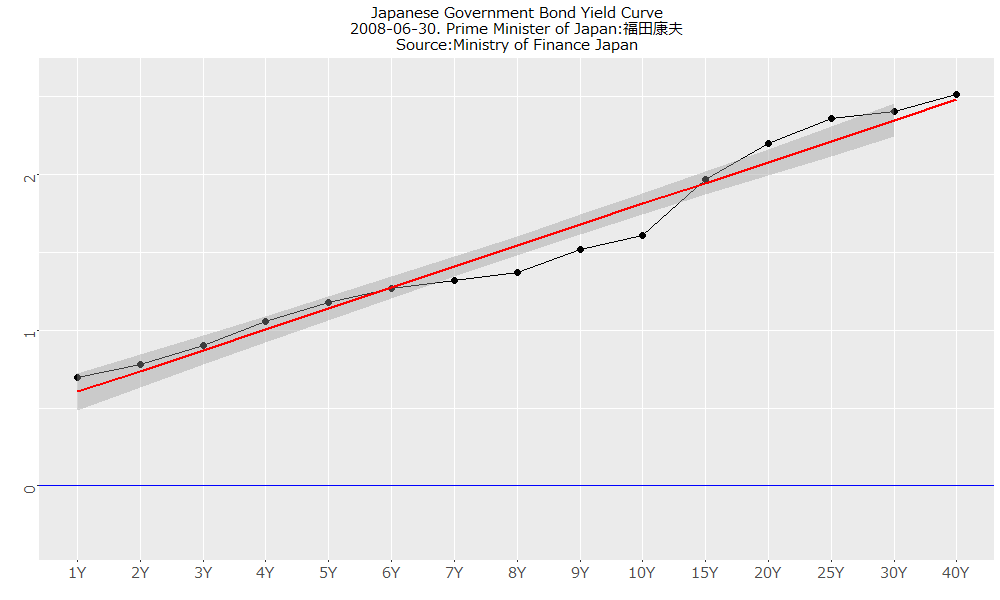 Japanese Government Bond Yield Curve
2008-06-30. Prime Minister of Japan:福田康夫
Source:Ministry of Finance Japan
2
1
0
1Y 2Y 3Y 4Y 5Y 6Y 7Y 8Y 9Y 10Y 15Y 20Y 25Y 30Y 40Y